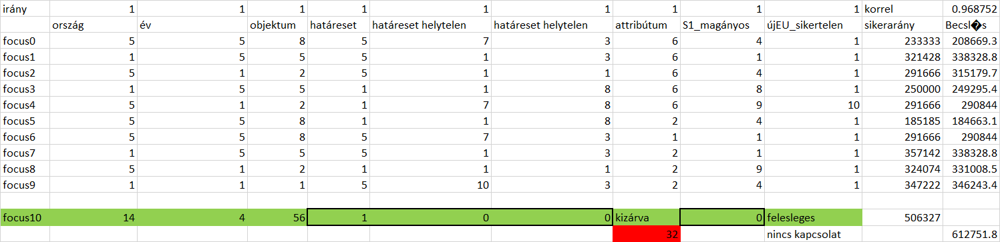 irány 1 1 1 1 1 1 1 1 1 korrel 0.968752
ország év objektum határeset határeset helytelen határeset helytelen attribútum S1_magányos újEU_sikertelen sikerarány Becsl�s
focus0 5 5 8 5 7 3 6 4 1 233333 208669.3
focus1 1 5 5 5 1 3 6 1 1 321428 338328.8
focus2 5 1 2 5 1 1 6 4 1 291666 315179.7
focus3 1 5 5 1 1 8 6 8 1 250000 249295.4
focus4 5 1 2 1 7 8 6 9 10 291666 290844
focus5 5 5 8 1 1 8 2 4 1 185185 184663.1
focus6 5 5 8 5 7 3 1 1 1 291666 290844
focus7 1 5 5 5 1 3 2 1 1 357142 338328.8
focus8 5 1 2 1 1 1 2 9 1 324074 331008.5
focus9 1 1 1 5 10 3 2 4 1 347222 346243.4
focus10 14 4 56 1 0 0 kizárva 0 felesleges 506327
32 nincs kapcsolat 612751.8